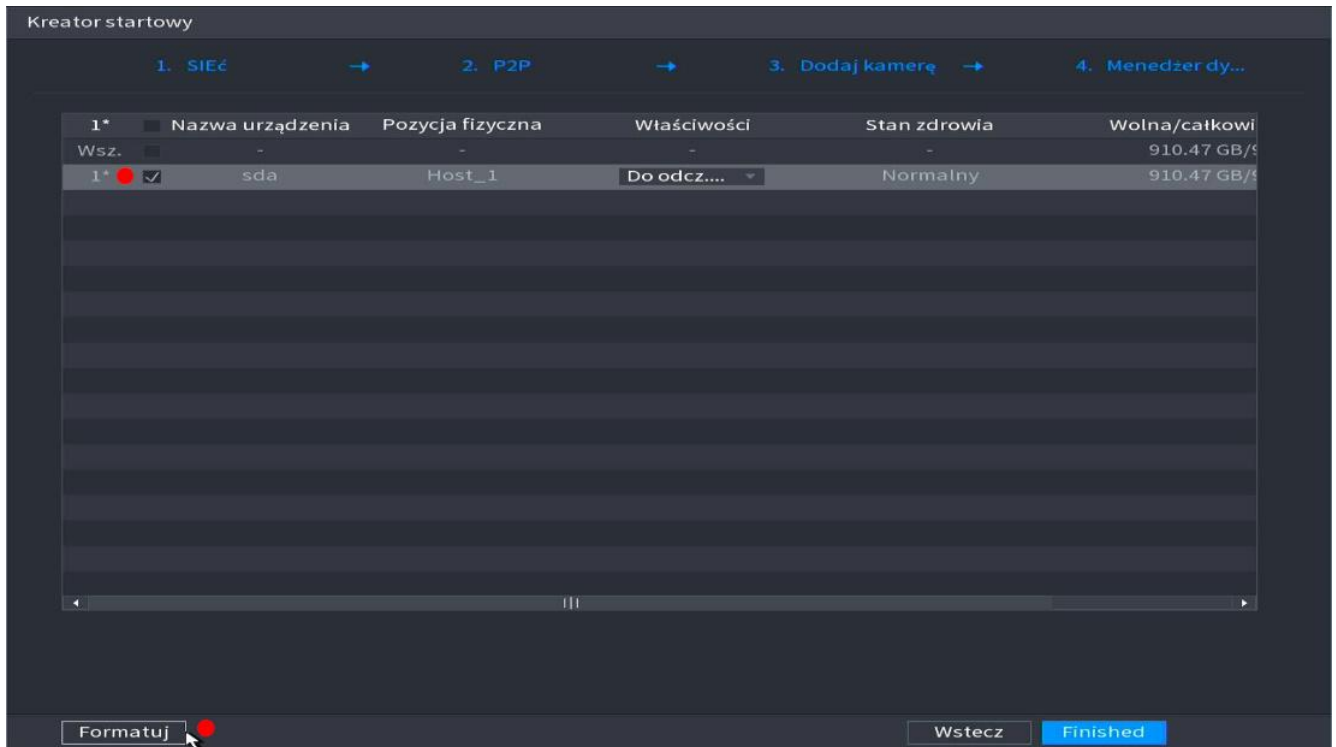 Kreator startowy
1. SIEć → 2. P2P → 3. Dodaj kamerę → 4. Menedżer dy...
1* Nazwa urządzenia Pozycja fizyczna Właściwości Stan zdrowia Wolna/całkowi
Wsz. - - - - 910.47 GB/9
1* sda Host_1 Do odcz.... Normalny 910.47 GB/9
Formatuj Wstecz Finished